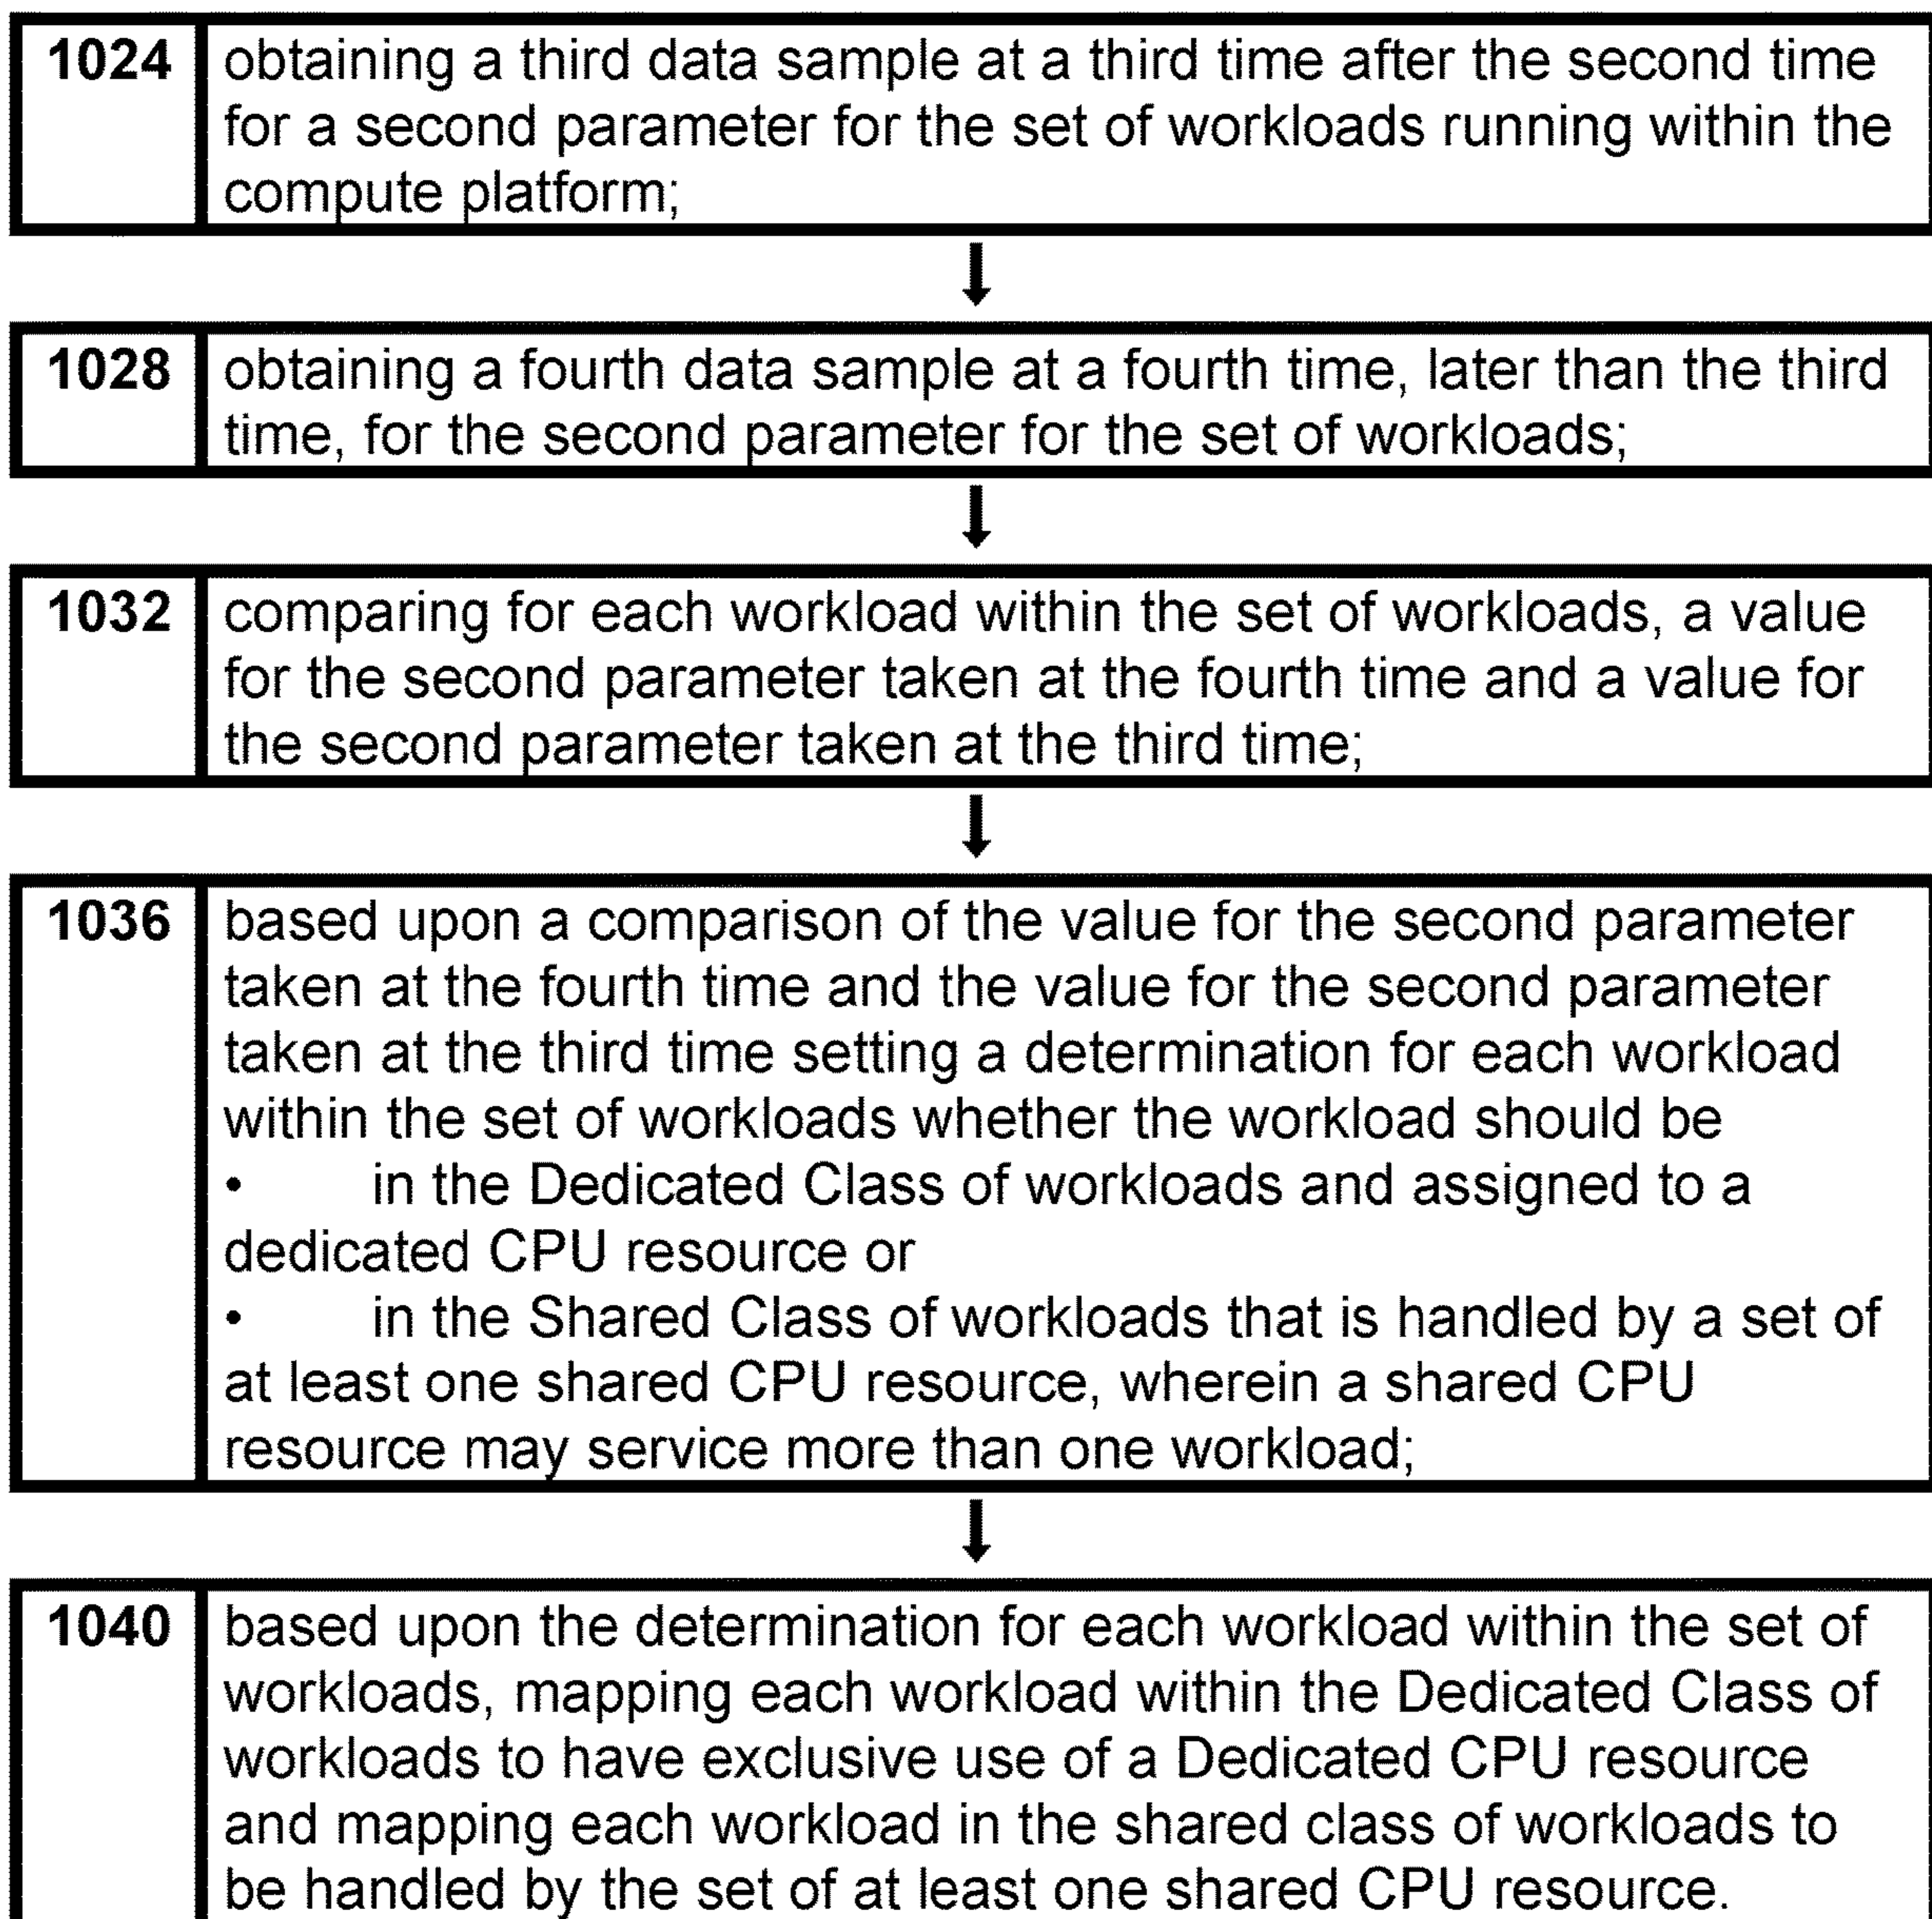 1024 obtaining a third data sample at a third time after the second time
for a second parameter for the set of workloads running within the
compute platform;
1028 obtaining a fourth data sample at a fourth time, later than the third
time, for the second parameter for the set of workloads;
1032 comparing for each workload within the set of workloads, a value
for the second parameter taken at the fourth time and a value for
the second parameter taken at the third time;
1036 based upon a comparison of the value for the second parameter
taken at the fourth time and the value for the second parameter
taken at the third time setting a determination for each workload
within the set of workloads whether the workload should be
• in the Dedicated Class of workloads and assigned to a
dedicated CPU resource or
• in the Shared Class of workloads that is handled by a set of
at least one shared CPU resource, wherein a shared CPU
resource may service more than one workload;
1040 based upon the determination for each workload within the set of
workloads, mapping each workload within the Dedicated Class of
workloads to have exclusive use of a Dedicated CPU resource
and mapping each workload in the shared class of workloads to
be handled by the set of at least one shared CPU resource.